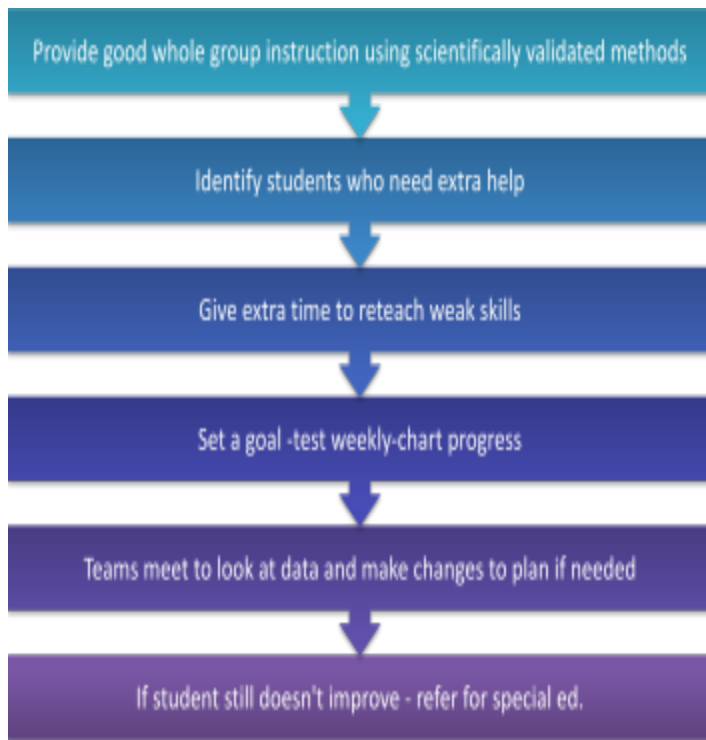 Provide good whole group instruction using scientifically validated methods
Identify students who need extra help
Give extra time to reteach weak skills
Set a goal -test weekly-chart progress
Teams meet to look at data and make changes to plan if needed
If student still doesn't improve - refer for special ed.